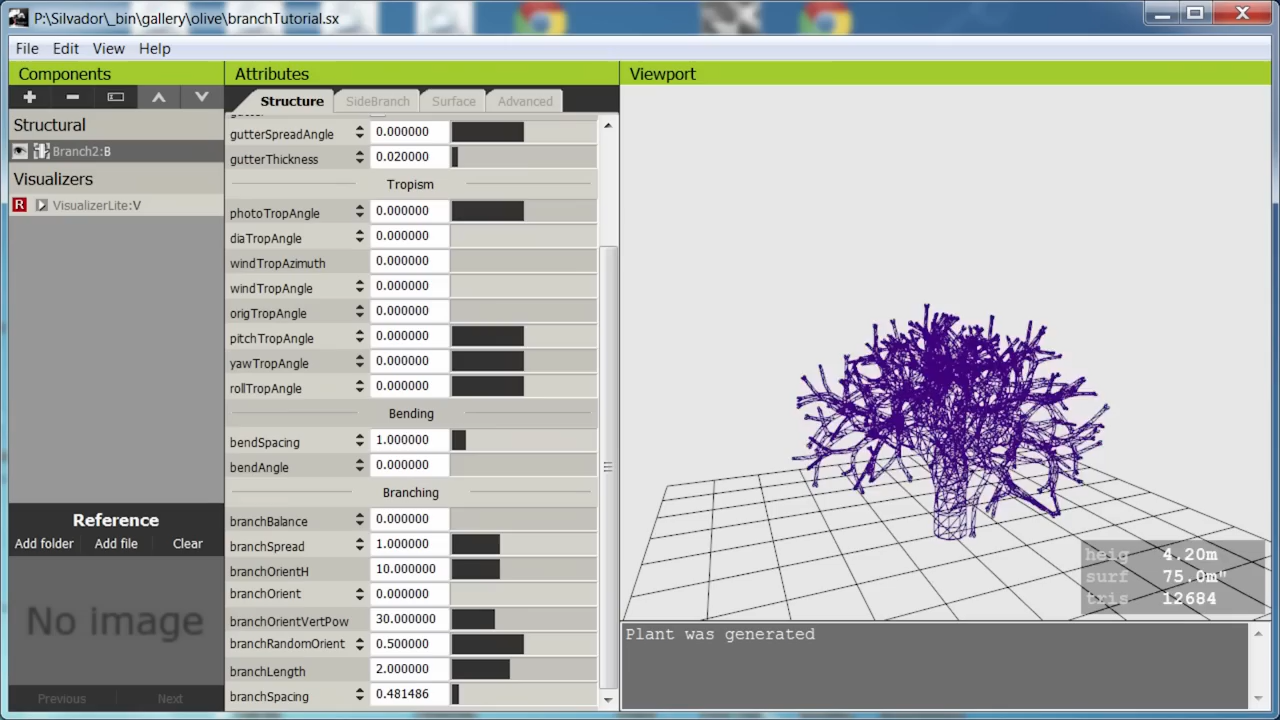 P:\Silvador\_bin\gallery\olive\branchTutorial.sx
File Edit View Help
Components
Attributes
Viewport
Structure SideBranch Surface Advanced
Structural
Branch2:B
Visualizers
R VisualizerLite:V
gutterSpreadAngle 0.000000
gutterThickness 0.020000
Tropism
photoTropAngle 0.000000
diaTropAngle 0.000000
windTropAzimuth 0.000000
windTropAngle 0.000000
origTropAngle 0.000000
pitchTropAngle 0.000000
yawTropAngle 0.000000
rollTropAngle 0.000000
Bending
bendSpacing 1.000000
bendAngle 0.000000
Branching
branchBalance 0.000000
branchSpread 1.000000
branchOrientH 10.000000
branchOrient 0.000000
branchOrientVertPow 30.000000
branchRandomOrient 0.500000
branchLength 2.000000
branchSpacing 0.481486
Reference
Add folder Add file Clear
No image
Previous Next
heig 4.20m
surf 75.0m"
tris 12684
Plant was generated